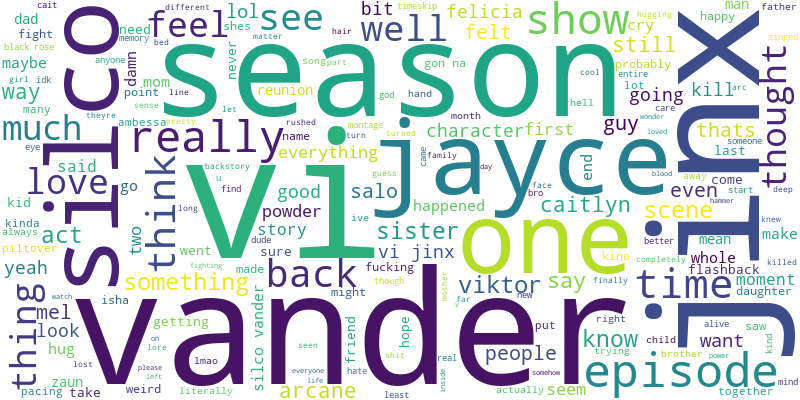 dad
lol
see
bit
felicia
show
man
father
timeskip
cait
different
hair
hugging
fight
need
shes
well
felt
happy
cry
black rose
memory
bed
matter
anyone
silco
feel
season
never
song
part
gon na
still
singed
maybe
damn
girl
idk
mom
reunion
god
hand
cool
hell
probably
entire
arc
way
point
line
let
lot
care
kill
wonder
many
sense
theyre
month
going
loved
someone
thought
ambessa
pretty
rushed
montage
much
really
name
turn
turned
character
first
guy
thats
jinx
eye
everything
jayce
said
think
backstory
came
family
guess
day
end
last
away
love
u
find
good
salo
face
bro
blood
even
come
start
deep
kid
go
long
powder
ive
happened
caitlyn
hammer
kinda
act
story
sister
one
scene
knew
always
two
went
sure
vi
vi jinx
better
mean
make
piltover
dude
kino
whole
killed
yeah
fighting
fucking
completely
flashback
something
made
back
though
viktor
say
finally
time
moment
thing
mel
isha
might
mother
far
new
daughter
look
getting
vander
put
right
want
alive
saw
hug
watch
oh
silco vander
friend
hope
real
people
know
child
kind
zaun
lost
lore
please
lmao
seen
shit
trying
brother
power
mind
pacing
take
weird
left
literally
everyone
life
hate
arcane
least
inside
somehow
actually
seem
episode
together